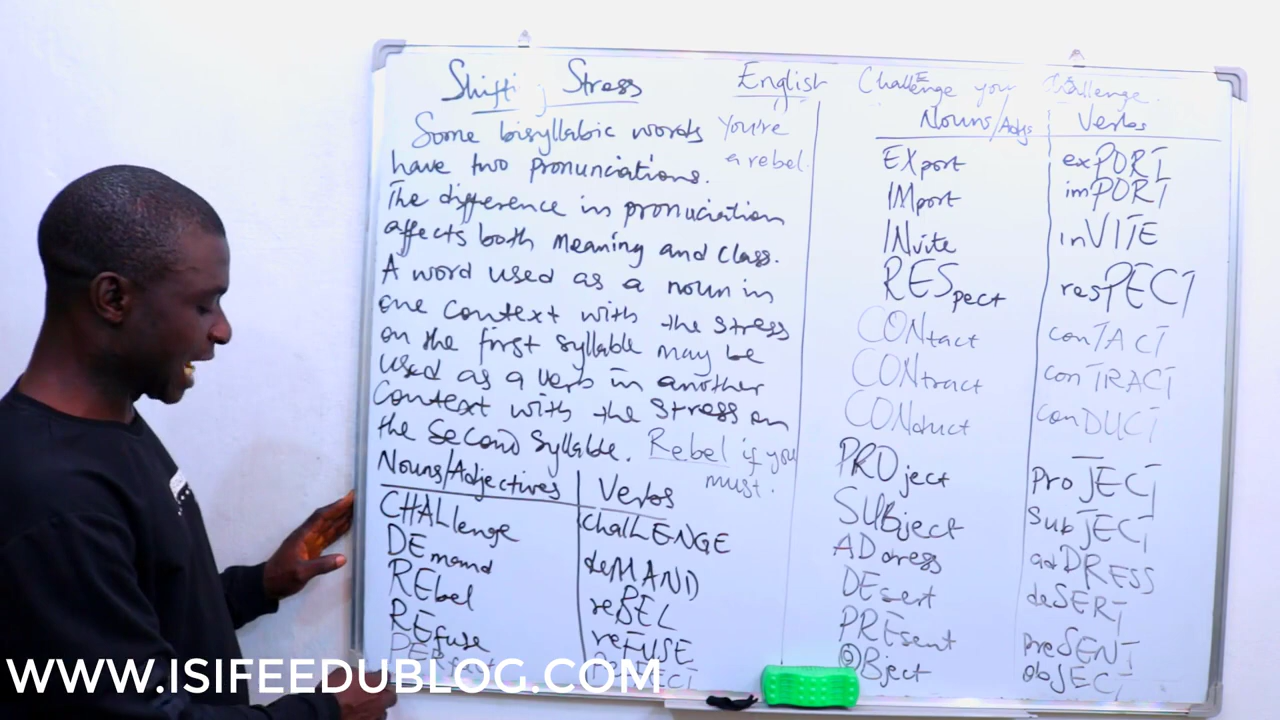 Shifting Stress
English
Some bisyllabic words
have two pronunciations.
The difference in pronuciation
affects both meaning and class.
A word used as a noun in
one context with the stress
on the first syllable may be
used as a verb in another
context with the stress on
the second syllable.
You're
a rebel.
Rebel if you
must.
Nouns/Adjectives Verbs
CHALlenge chalLENGE
DEmand deMAND
REbel reBEL
REfuse reFUSE
PERfect
Challenge your challenge.
Nouns/Adjs Verbs
EXport exPORT
IMport imPORT
INvite inVITE
RESpect resPECT
CONtact conTACT
CONtract conTRACT
CONduct conDUCT
PROject proJECT
SUBject subJECT
ADdress adDRESS
DEsert deSERT
PREsent preSENT
OBject obJECT
WWW.ISIFEEDUBLOG.COM